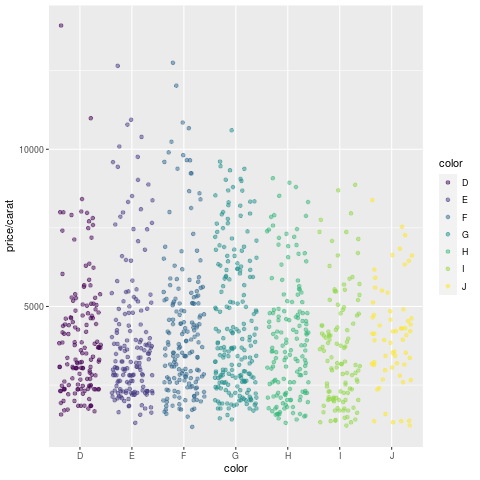 10000
5000
price/carat
D E F G H I J
color
color
D
E
F
G
H
I
J